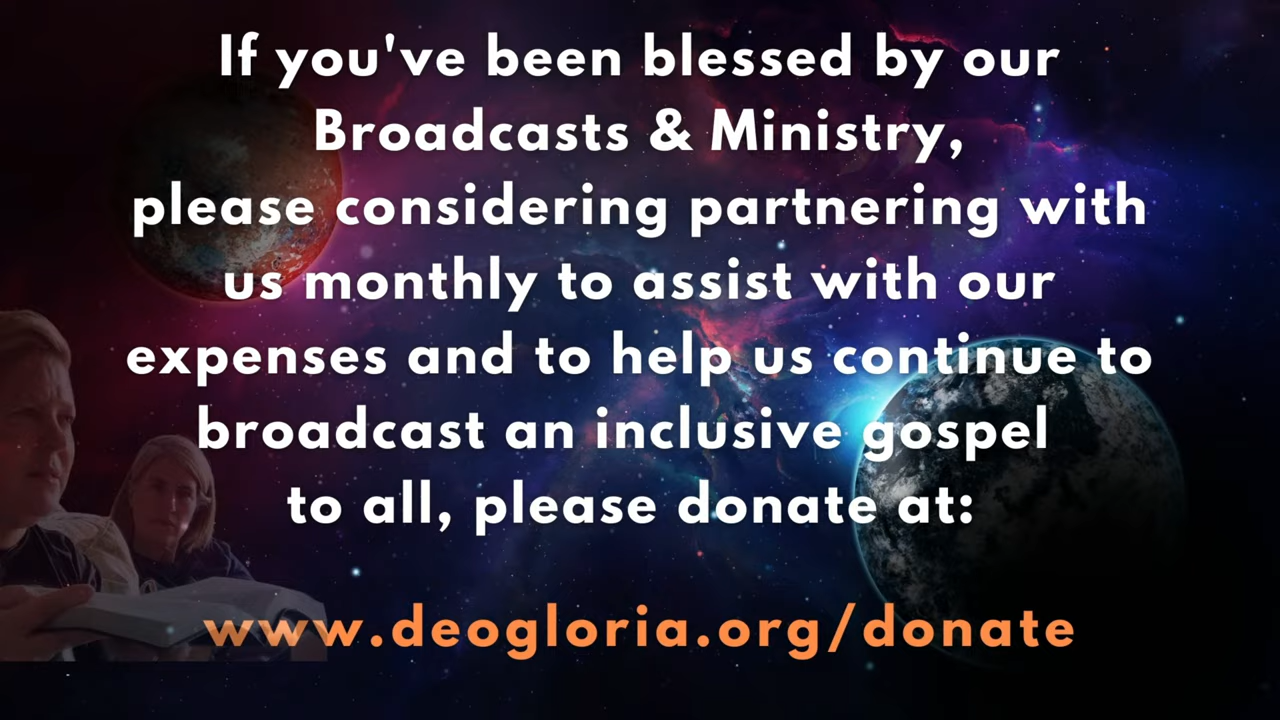 If you've been blessed by our
Broadcasts & Ministry,
please considering partnering with
us monthly to assist with our
expenses and to help us continue to
broadcast an inclusive gospel
to all, please donate at:
www.deogloria.org/donate